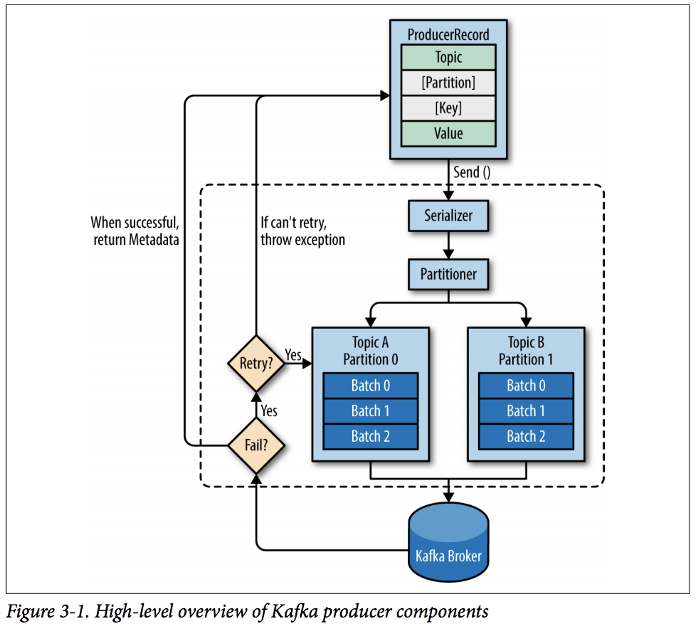 ProducerRecord
Topic
[Partition]
[Key]
Value
Send ()
Serializer
Partitioner
When successful,
return Metadata
If can't retry,
throw exception
Topic A
Partition 0
Batch 0
Batch 1
Batch 2
Topic B
Partition 1
Batch 0
Batch 1
Batch 2
Retry?
Yes
Yes
Fail?
Kafka Broker
Figure 3-1. High-level overview of Kafka producer components